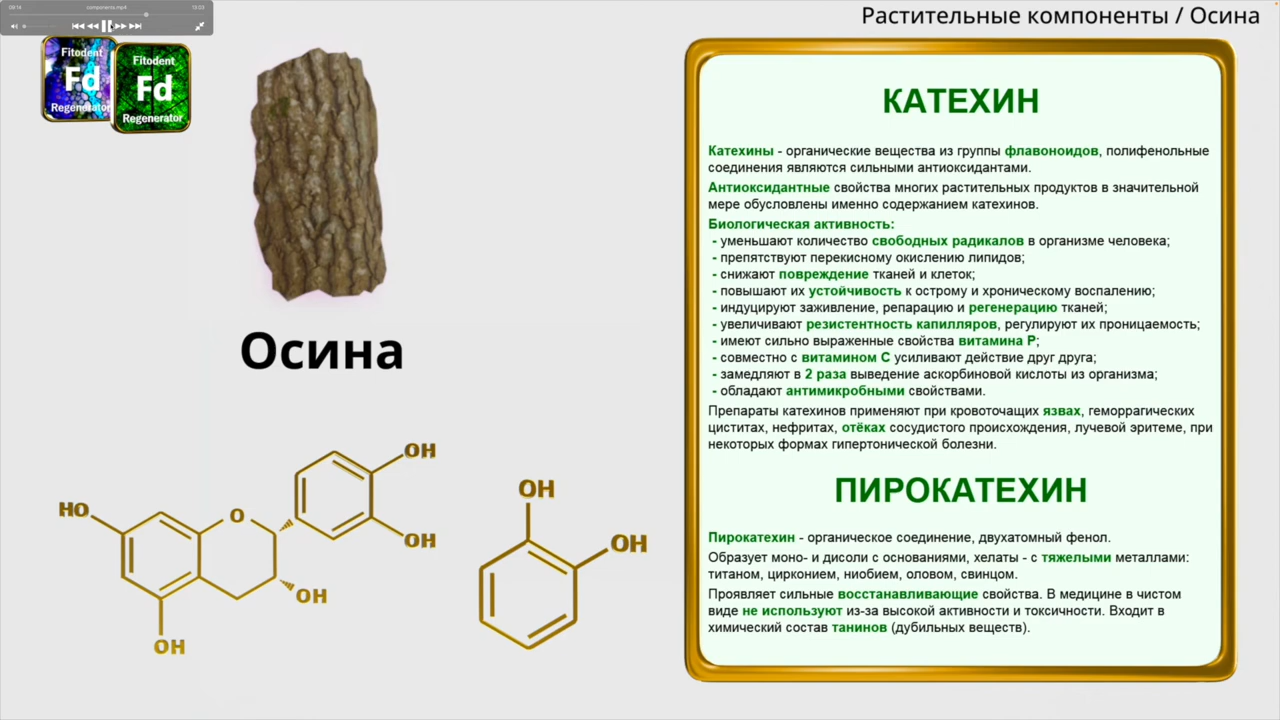 09:14
components.mp4
13:03
Растительные компоненты / Осина
Fitodent
Fd
Regenerator
Fitodent
Fd
Regenerator
Осина
HO
O
OH
OH
OH
OH
OH
OH
КАТЕХИН
Катехины - органические вещества из группы флавоноидов, полифенольные
соединения являются сильными антиоксидантами.
Антиоксидантные свойства многих растительных продуктов в значительной
мере обусловлены именно содержанием катехинов.
Биологическая активность:
- уменьшают количество свободных радикалов в организме человека;
- препятствуют перекисному окислению липидов;
- снижают повреждение тканей и клеток;
- повышают их устойчивость к острому и хроническому воспалению;
- индуцируют заживление, репарацию и регенерацию тканей;
- увеличивают резистентность капилляров, регулируют их проницаемость;
- имеют сильно выраженные свойства витамина Р;
- совместно с витамином С усиливают действие друг друга;
- замедляют в 2 раза выведение аскорбиновой кислоты из организма;
- обладают антимикробными свойствами.
Препараты катехинов применяют при кровоточащих язвах, геморрагических
циститах, нефритах, отёках сосудистого происхождения, лучевой эритеме, при
некоторых формах гипертонической болезни.
ПИРОКАТЕХИН
Пирокатехин - органическое соединение, двухатомный фенол.
Образует моно- и дисоли с основаниями, хелаты - с тяжелыми металлами:
титаном, цирконием, ниобием, оловом, свинцом.
Проявляет сильные восстанавливающие свойства. В медицине в чистом
виде не используют из-за высокой активности и токсичности. Входит в
химический состав танинов (дубильных веществ).